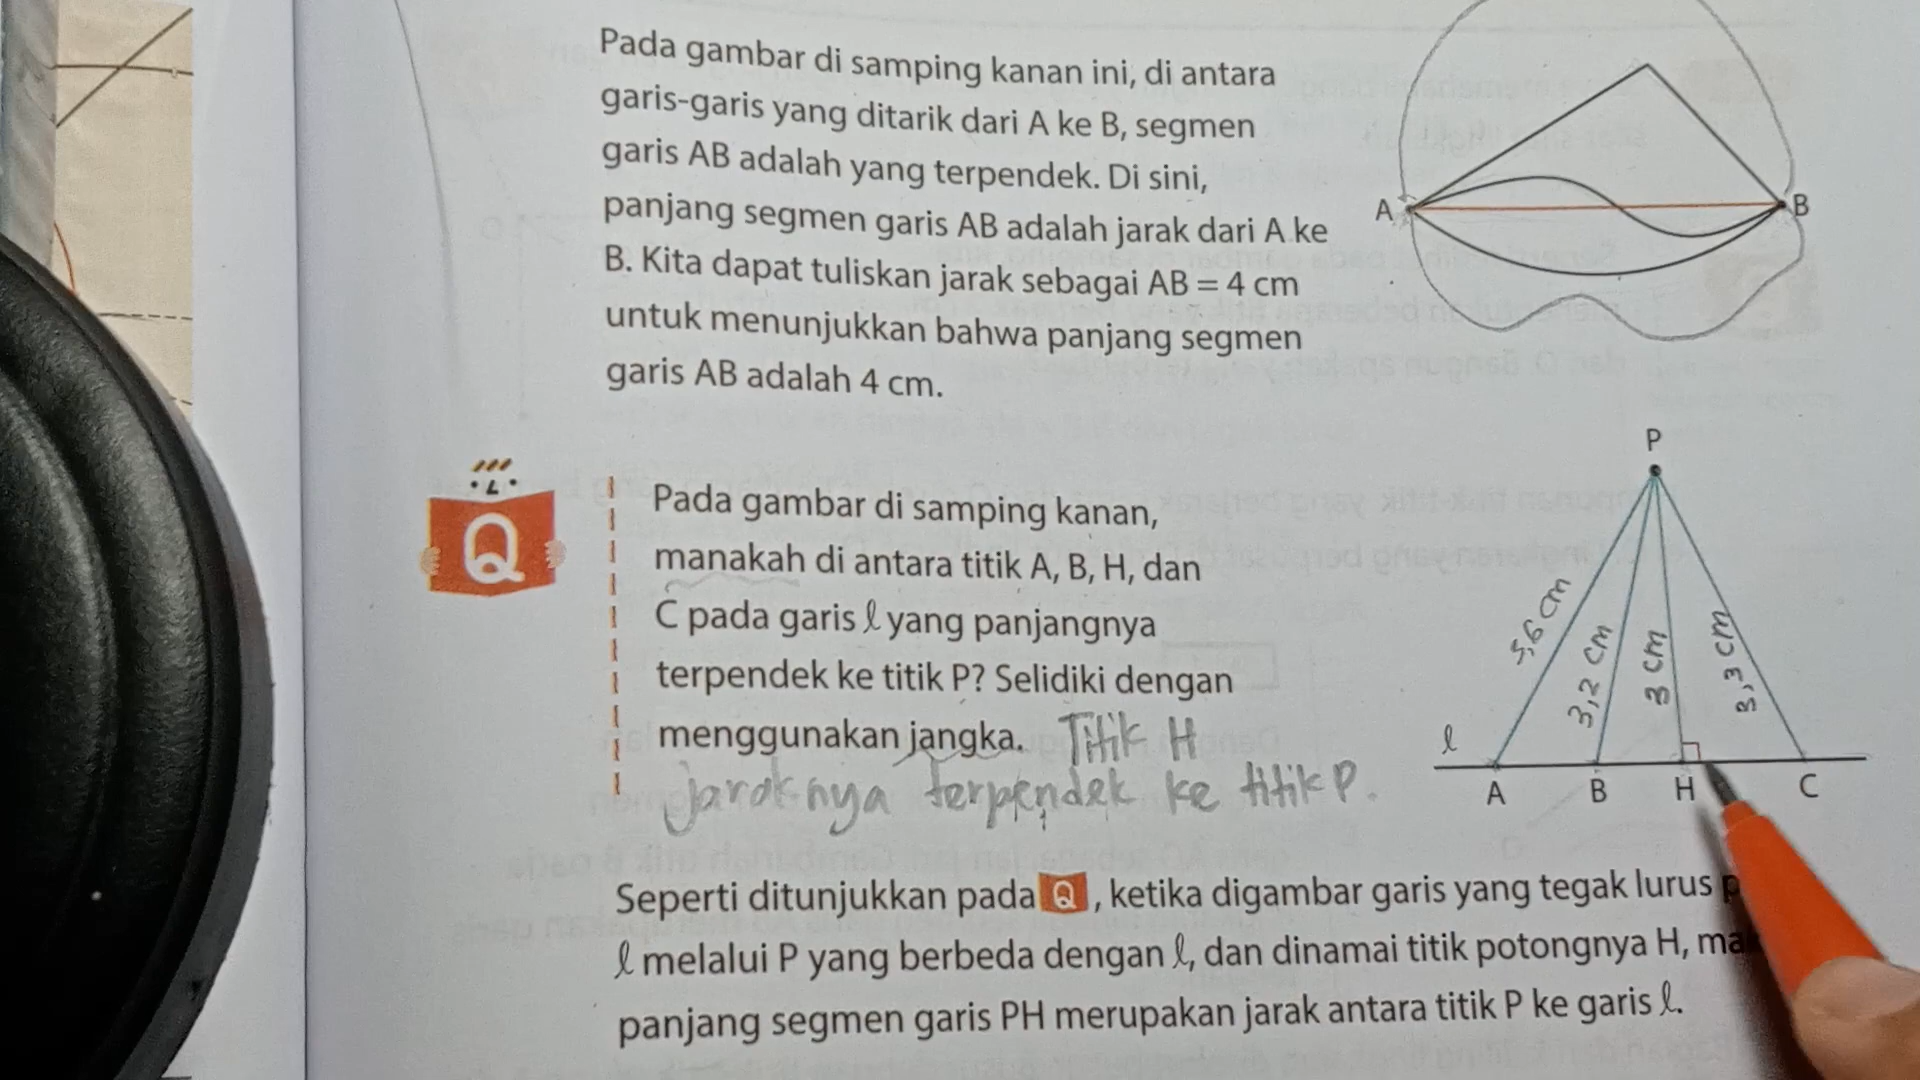 Pada gambar di samping kanan ini, di antara
garis-garis yang ditarik dari A ke B, segmen
garis AB adalah yang terpendek. Di sini,
panjang segmen garis AB adalah jarak dari A ke
B. Kita dapat tuliskan jarak sebagai AB = 4 cm
untuk menunjukkan bahwa panjang segmen
garis AB adalah 4 cm.
A
B
Q
Pada gambar di samping kanan,
manakah di antara titik A, B, H, dan
C pada garis ℓ yang panjangnya
terpendek ke titik P? Selidiki dengan
menggunakan jangka. Titik H
jaraknya terpendek ke titik P.
P
3,6 cm
3,2 cm
3 cm
3,3 cm
ℓ
A B H C
Seperti ditunjukkan pada Q, ketika digambar garis yang tegak lurus
ℓ melalui P yang berbeda dengan ℓ, dan dinamai titik potongnya H,
panjang segmen garis PH merupakan jarak antara titik P ke garis ℓ.